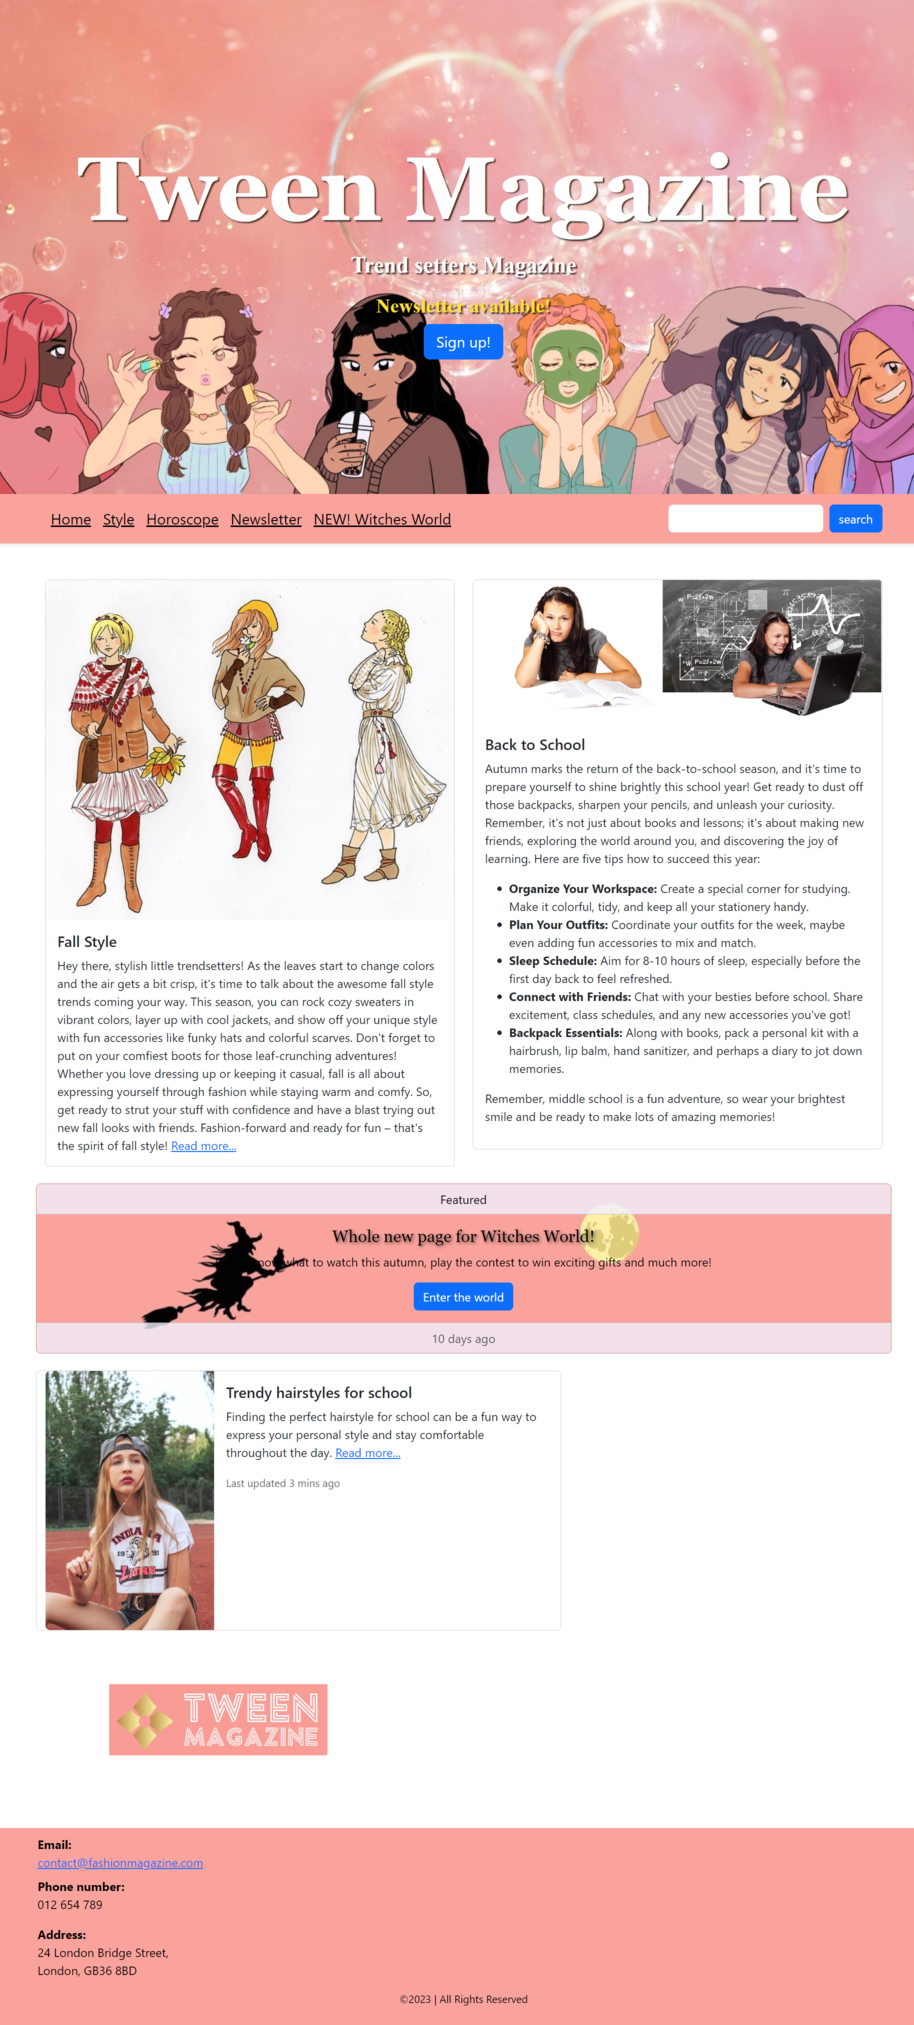 Tween Magazine
Trend setters Magazine
Newsletter available!
Sign up!
Home Style Horoscope Newsletter NEW! Witches World
search
Fall Style
Hey there, stylish little trendsetters! As the leaves start to change colors
and the air gets a bit crisp, it's time to talk about the awesome fall style
trends coming your way. This season, you can rock cozy sweaters in
vibrant colors, layer up with cool jackets, and show off your unique style
with fun accessories like funky hats and colorful scarves. Don't forget to
put on your comfiest boots for those leaf-crunching adventures!
Whether you love dressing up or keeping it casual, fall is all about
expressing yourself through fashion while staying warm and comfy. So,
get ready to strut your stuff with confidence and have a blast trying out
new fall looks with friends. Fashion-forward and ready for fun – that's
the spirit of fall style! Read more...
P=2ℓ+2w
P=2ℓ+2w
Back to School
Autumn marks the return of the back-to-school season, and it's time to
prepare yourself to shine brightly this school year! Get ready to dust off
those backpacks, sharpen your pencils, and unleash your curiosity.
Remember, it's not just about books and lessons; it's about making new
friends, exploring the world around you, and discovering the joy of
learning. Here are five tips how to succeed this year:
• Organize Your Workspace: Create a special corner for studying.
Make it colorful, tidy, and keep all your stationery handy.
• Plan Your Outfits: Coordinate your outfits for the week, maybe
even adding fun accessories to mix and match.
• Sleep Schedule: Aim for 8-10 hours of sleep, especially before the
first day back to feel refreshed.
• Connect with Friends: Chat with your besties before school. Share
excitement, class schedules, and any new accessories you've got!
• Backpack Essentials: Along with books, pack a personal kit with a
hairbrush, lip balm, hand sanitizer, and perhaps a diary to jot down
memories.
Remember, middle school is a fun adventure, so wear your brightest
smile and be ready to make lots of amazing memories!
Featured
Whole new page for Witches World!
what to watch this autumn, play the contest to win exciting gifts and much more!
Enter the world
10 days ago
Trendy hairstyles for school
Finding the perfect hairstyle for school can be a fun way to
express your personal style and stay comfortable
throughout the day. Read more...
Last updated 3 mins ago
INDIANA
TWEEN
MAGAZINE
Email:
contact@fashionmagazine.com
Phone number:
012 654 789
Address:
24 London Bridge Street,
London, GB36 8BD
©2023 | All Rights Reserved